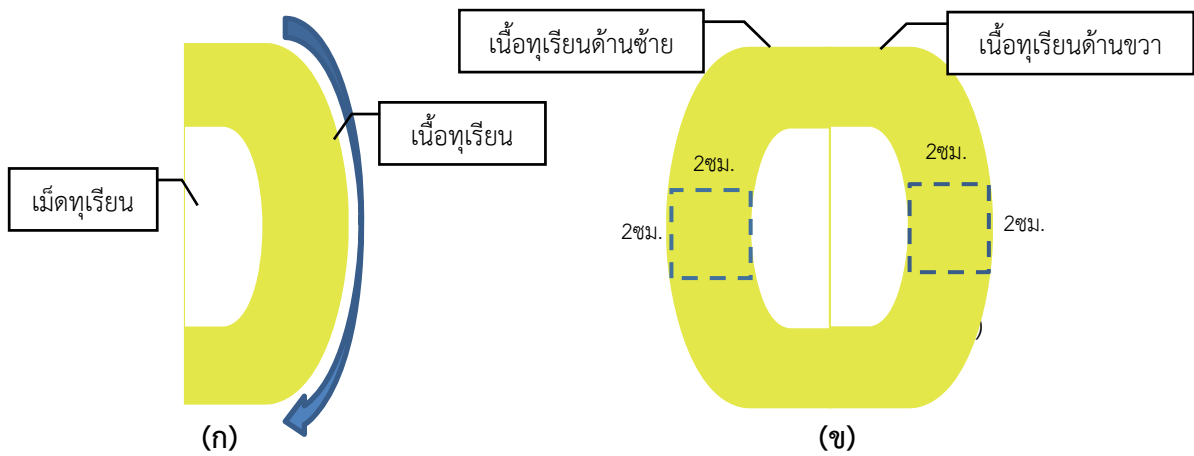 เนื้อทุเรียน
เม็ดทุเรียน
(ก)
เนื้อทุเรียนด้านซ้าย
เนื้อทุเรียนด้านขวา
2ซม.
2ซม.
2ซม.
2ซม.
)
(ข)